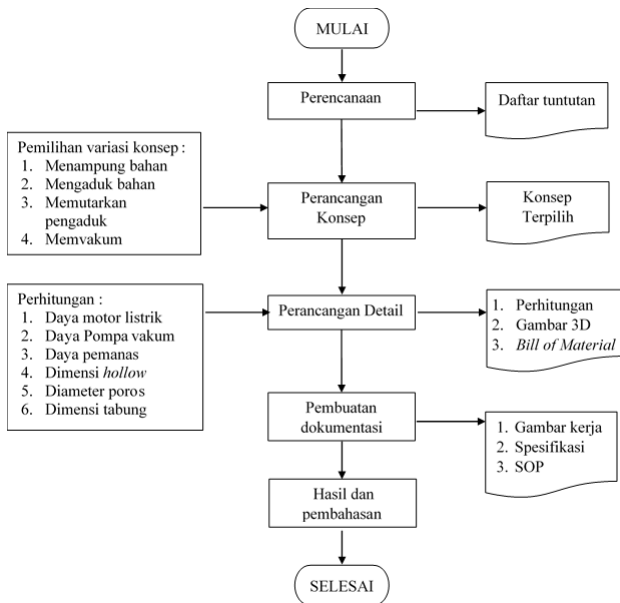 MULAI
Perencanaan
Daftar tuntutan
Pemilihan variasi konsep :
1. Menampung bahan
2. Mengaduk bahan
3. Memutarkan
pengaduk
4. Memvakum
Perancangan
Konsep
Konsep
Terpilih
Perhitungan :
1. Daya motor listrik
2. Daya Pompa vakum
3. Daya pemanas
4. Dimensi hollow
5. Diameter poros
6. Dimensi tabung
Perancangan Detail
1. Perhitungan
2. Gambar 3D
3. Bill of Material
Pembuatan
dokumentasi
1. Gambar kerja
2. Spesifikasi
3. SOP
Hasil dan
pembahasan
SELESAI